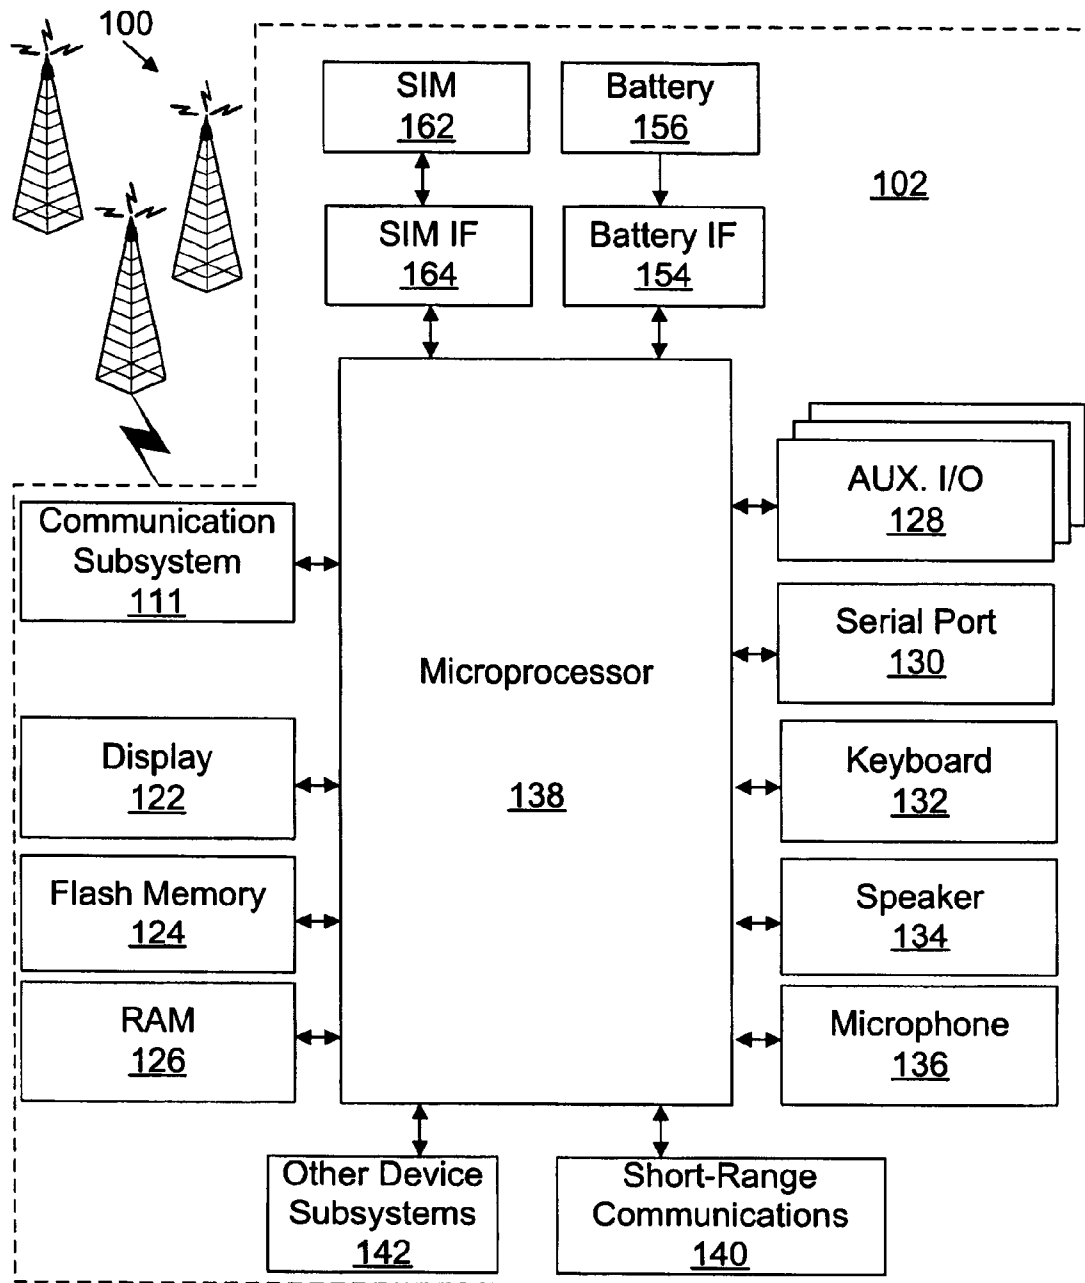 100
SIM
162
Battery
156
102
SIM IF
164
Battery IF
154
AUX. I/O
128
Communication
Subsystem
111
Serial Port
130
Microprocessor
138
Display
122
Keyboard
132
Flash Memory
124
Speaker
134
RAM
126
Microphone
136
Other Device
Subsystems
142
Short-Range
Communications
140